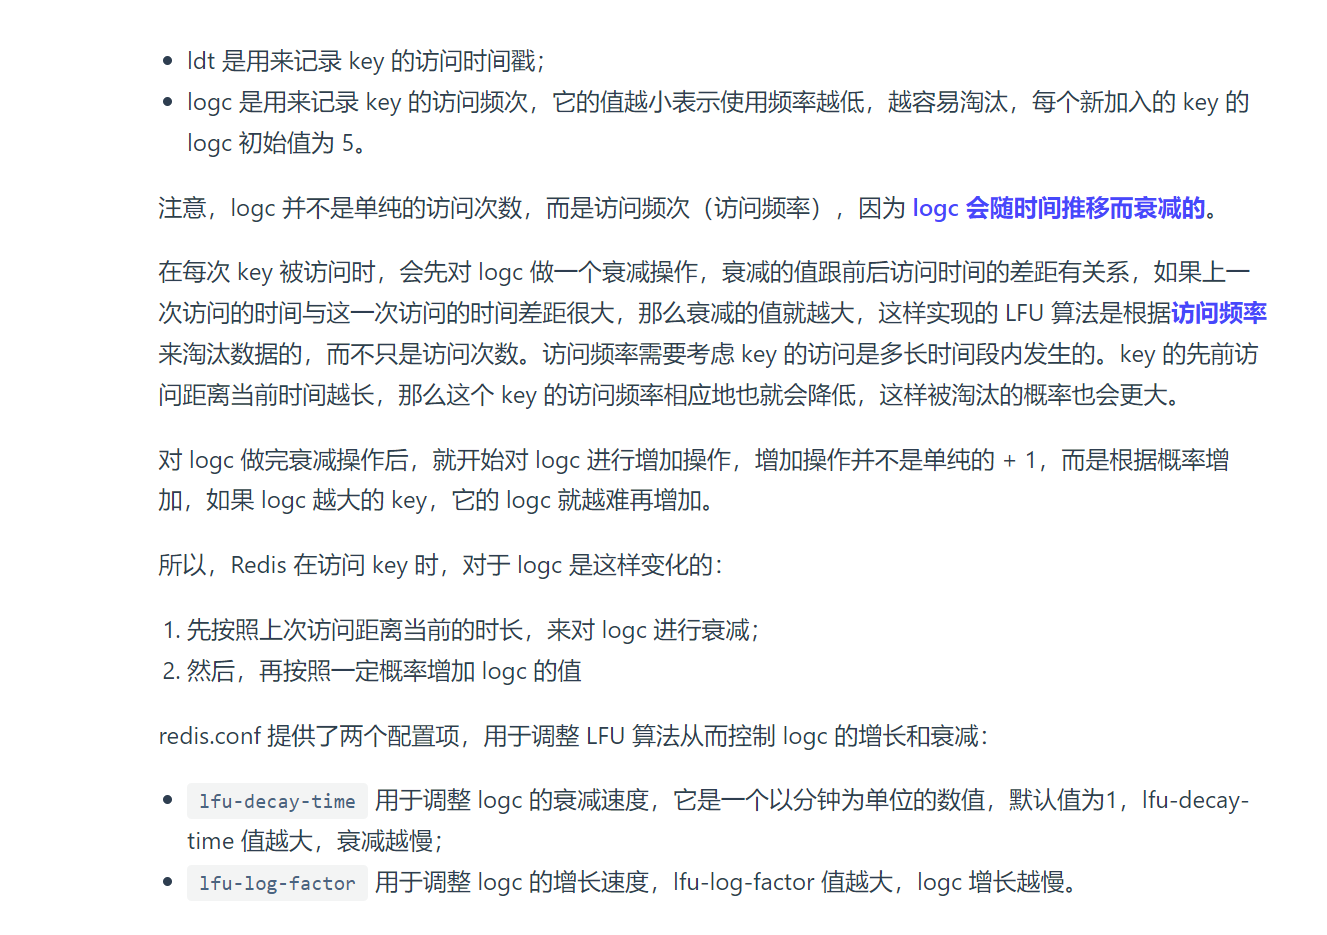 • ldt 是用来记录 key 的访问时间戳；
• logc 是用来记录 key 的访问频次，它的值越小表示使用频率越低，越容易淘汰，每个新加入的 key 的
logc 初始值为 5。
注意，logc 并不是单纯的访问次数，而是访问频次（访问频率），因为 logc 会随时间推移而衰减的。
在每次 key 被访问时，会先对 logc 做一个衰减操作，衰减的值跟前后访问时间的差距有关系，如果上一
次访问的时间与这一次访问的时间差距很大，那么衰减的值就越大，这样实现的 LFU 算法是根据访问频率
来淘汰数据的，而不只是访问次数。访问频率需要考虑 key 的访问是多长时间段内发生的。key 的先前访
问距离当前时间越长，那么这个 key 的访问频率相应地也就会降低，这样被淘汰的概率也会更大。
对 logc 做完衰减操作后，就开始对 logc 进行增加操作，增加操作并不是单纯的 + 1，而是根据概率增
加，如果 logc 越大的 key，它的 logc 就越难再增加。
所以，Redis 在访问 key 时，对于 logc 是这样变化的：
1. 先按照上次访问距离当前的时长，来对 logc 进行衰减；
2. 然后，再按照一定概率增加 logc 的值
redis.conf 提供了两个配置项，用于调整 LFU 算法从而控制 logc 的增长和衰减：
• lfu-decay-time 用于调整 logc 的衰减速度，它是一个以分钟为单位的数值，默认值为1，lfu-decay-
time 值越大，衰减越慢；
• lfu-log-factor 用于调整 logc 的增长速度，lfu-log-factor 值越大，logc 增长越慢。